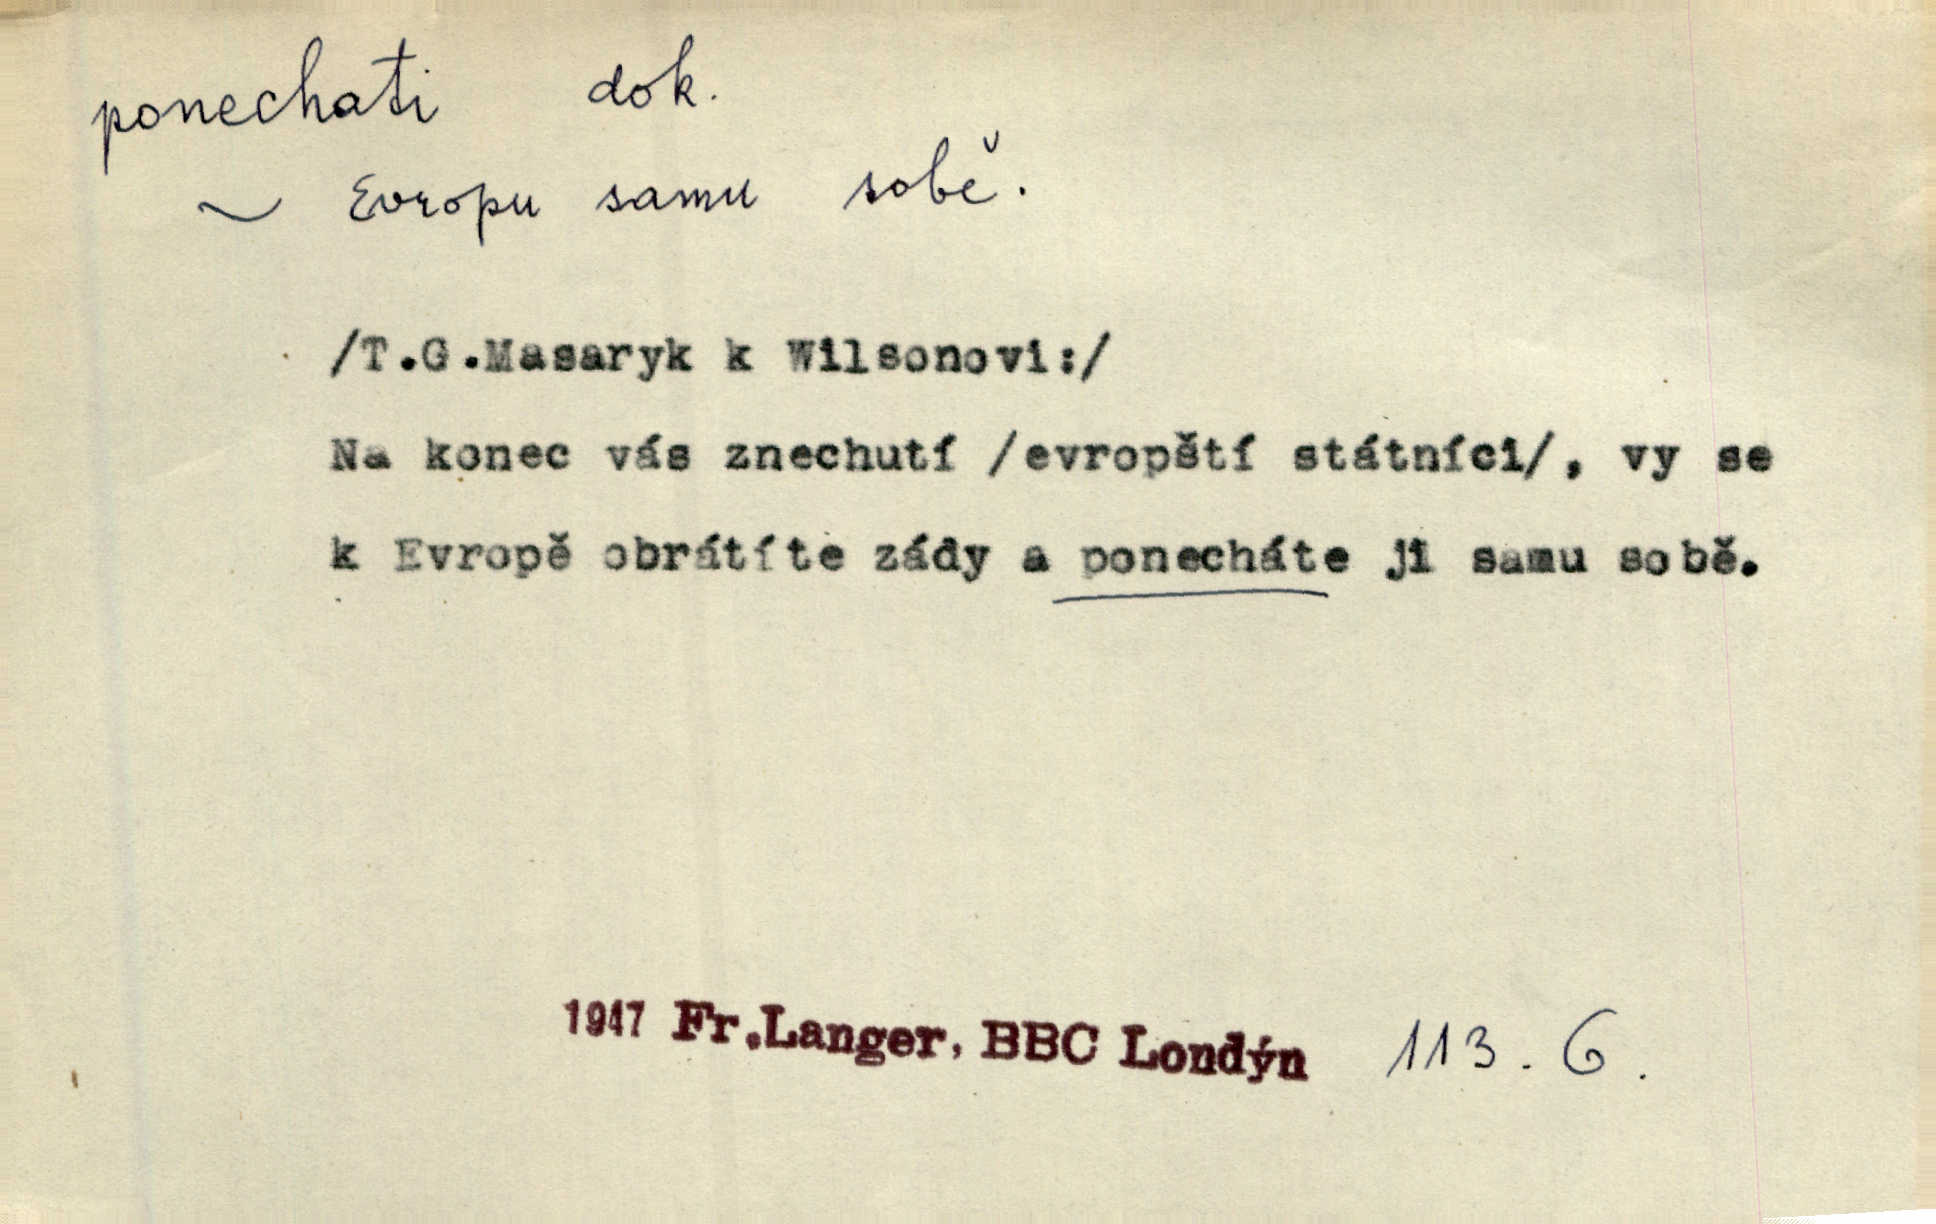 ponechati dok.
~ Evropu samu sobě.
/T.G.Masaryk k Wilsonovi:/
Na konec vás znechutí /evropští státníci/, vy se
k Evropě obrátíte zády a ponecháte ji samu sobě.
1947 Fr.Langer, BBC Londýn 113.6.